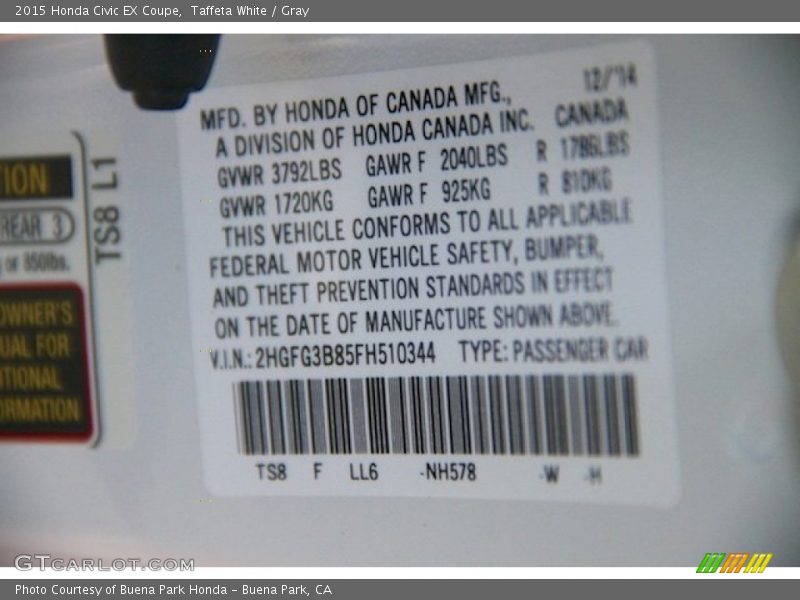 2015 Honda Civic EX Coupe, Taffeta White / Gray
12/'14
MFD. BY HONDA OF CANADA MFG.,
A DIVISION OF HONDA CANADA INC. CANADA
GVWR 3792LBS GAWR F 2040LBS R 1786LBS
GVWR 1720KG GAWR F 925KG R 810KG
THIS VEHICLE CONFORMS TO ALL APPLICABLE
FEDERAL MOTOR VEHICLE SAFETY, BUMPER,
AND THEFT PREVENTION STANDARDS IN EFFECT
ON THE DATE OF MANUFACTURE SHOWN ABOVE.
V.I.N.: 2HGFG3B85FH510344 TYPE: PASSENGER CAR
TS8 F LL6 -NH578 -W -H
TION
REAR 3
or 850lbs.
TS8 L1
OWNER'S
UAL FOR
TIONAL
ORMATION
GTCARLOT.COM
Photo Courtesy of Buena Park Honda – Buena Park, CA